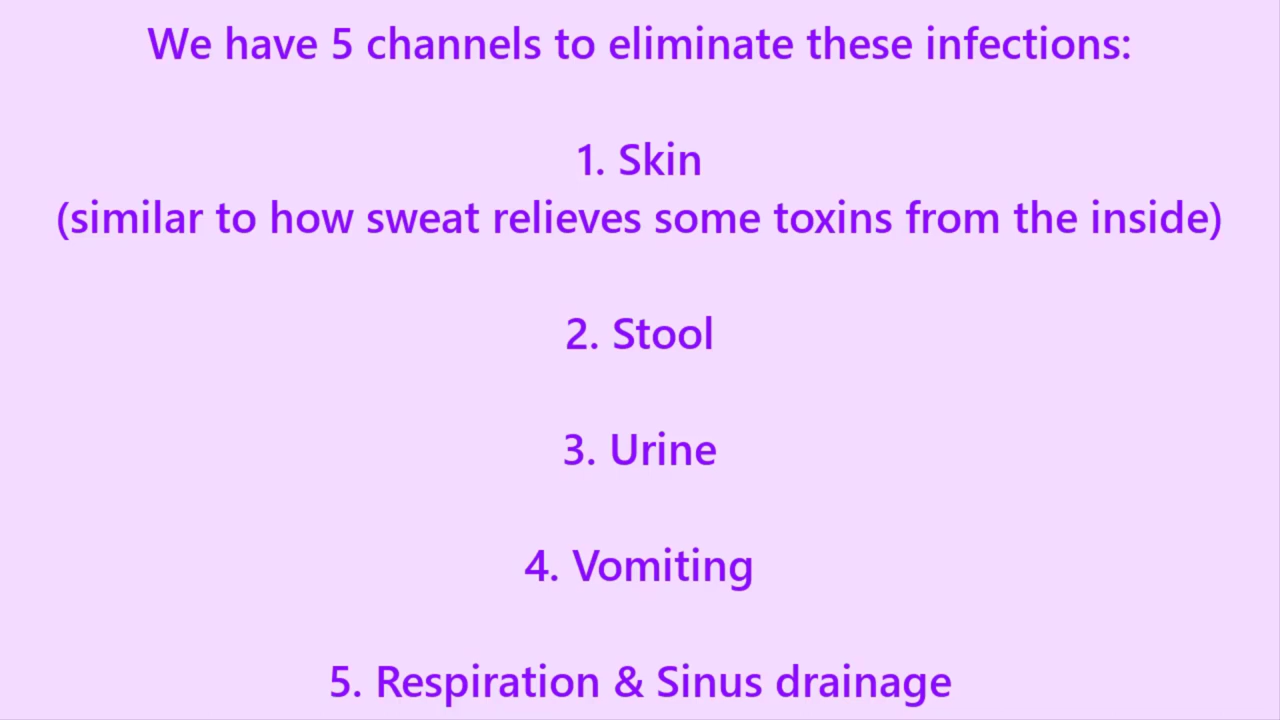 We have 5 channels to eliminate these infections:
1. Skin
(similar to how sweat relieves some toxins from the inside)
2. Stool
3. Urine
4. Vomiting
5. Respiration & Sinus drainage